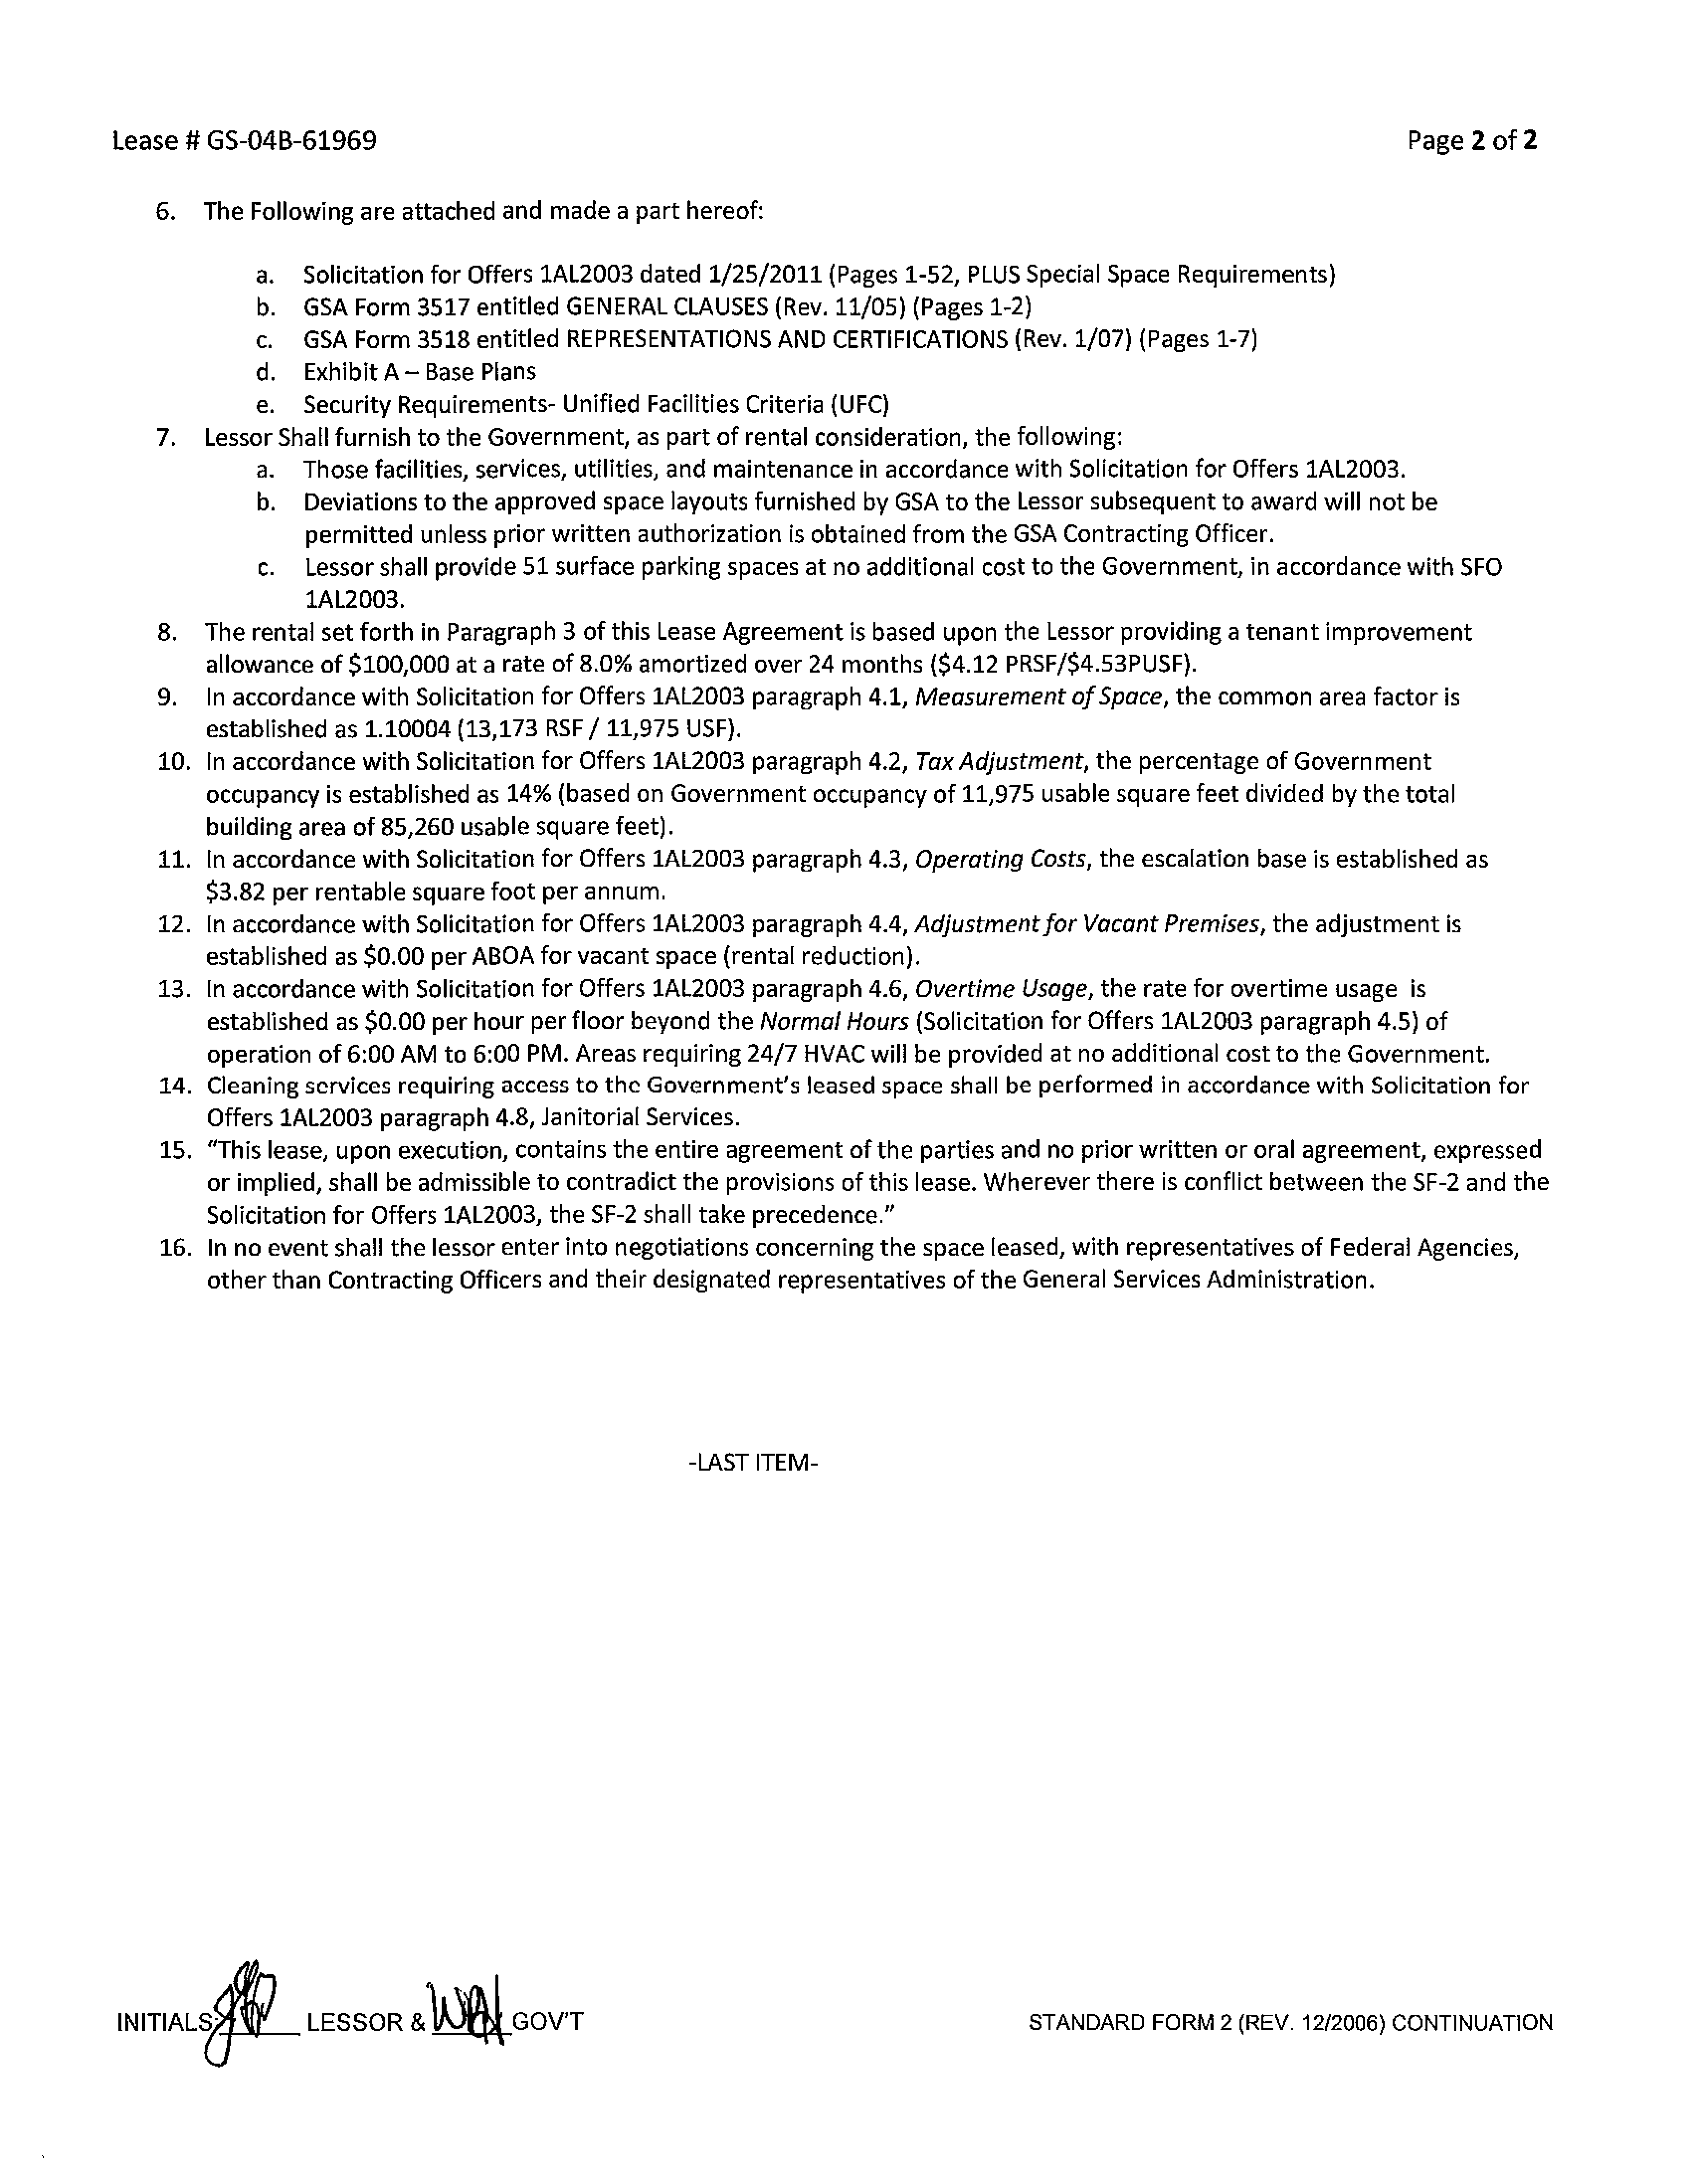 Lease # GS-04B-61969 Page 2 of 2
6. The Following are attached and made a part hereof:
a. Solicitation for Offers 1AL2003 dated 1/25/2011 (Pages 1-52, PLUS Special Space Requirements)
b. GSA Form 3517 entitled GENERAL CLAUSES (Rev. 11/05) (Pages 1-2)
c. GSA Form 3518 entitled REPRESENTATIONS AND CERTIFICATIONS (Rev. 1/07) (Pages 1-7)
d. Exhibit A – Base Plans
e. Security Requirements- Unified Facilities Criteria (UFC)
7. Lessor Shall furnish to the Government, as part of rental consideration, the following:
a. Those facilities, services, utilities, and maintenance in accordance with Solicitation for Offers 1AL2003.
b. Deviations to the approved space layouts furnished by GSA to the Lessor subsequent to award will not be
permitted unless prior written authorization is obtained from the GSA Contracting Officer.
c. Lessor shall provide 51 surface parking spaces at no additional cost to the Government, in accordance with SFO
1AL2003.
8. The rental set forth in Paragraph 3 of this Lease Agreement is based upon the Lessor providing a tenant improvement
allowance of $100,000 at a rate of 8.0% amortized over 24 months ($4.12 PRSF/$4.53PUSF).
9. In accordance with Solicitation for Offers 1AL2003 paragraph 4.1, Measurement of Space, the common area factor is
established as 1.10004 (13,173 RSF / 11,975 USF).
10. In accordance with Solicitation for Offers 1AL2003 paragraph 4.2, Tax Adjustment, the percentage of Government
occupancy is established as 14% (based on Government occupancy of 11,975 usable square feet divided by the total
building area of 85,260 usable square feet).
11. In accordance with Solicitation for Offers 1AL2003 paragraph 4.3, Operating Costs, the escalation base is established as
$3.82 per rentable square foot per annum.
12. In accordance with Solicitation for Offers 1AL2003 paragraph 4.4, Adjustment for Vacant Premises, the adjustment is
established as $0.00 per ABOA for vacant space (rental reduction).
13. In accordance with Solicitation for Offers 1AL2003 paragraph 4.6, Overtime Usage, the rate for overtime usage is
established as $0.00 per hour per floor beyond the Normal Hours (Solicitation for Offers 1AL2003 paragraph 4.5) of
operation of 6:00 AM to 6:00 PM. Areas requiring 24/7 HVAC will be provided at no additional cost to the Government.
14. Cleaning services requiring access to the Government's leased space shall be performed in accordance with Solicitation for
Offers 1AL2003 paragraph 4.8, Janitorial Services.
15. “This lease, upon execution, contains the entire agreement of the parties and no prior written or oral agreement, expressed
or implied, shall be admissible to contradict the provisions of this lease. Wherever there is conflict between the SF-2 and the
Solicitation for Offers 1AL2003, the SF-2 shall take precedence.”
16. In no event shall the lessor enter into negotiations concerning the space leased, with representatives of Federal Agencies,
other than Contracting Officers and their designated representatives of the General Services Administration.
-LAST ITEM-
INITIALS: LESSOR & GOV'T STANDARD FORM 2 (REV. 12/2006) CONTINUATION